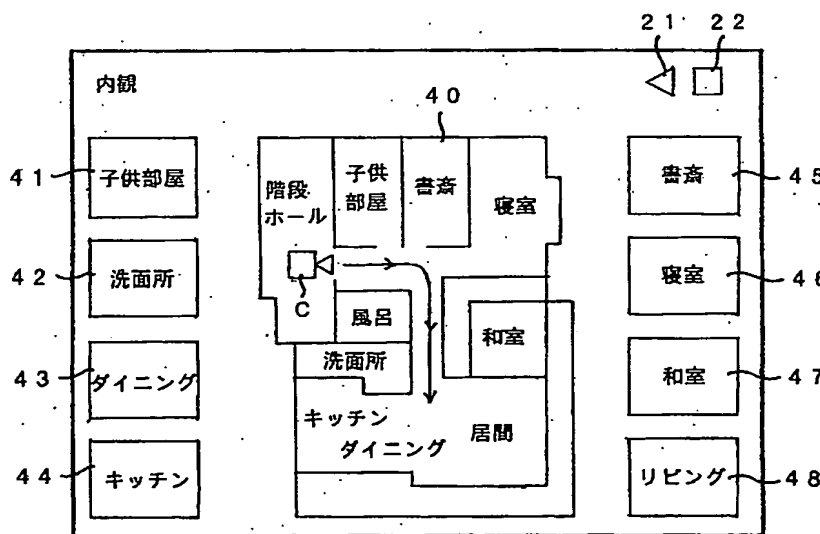 21 22
内観
40
41 子供部屋
階段
ホール
子供
部屋
書斎
寝室
書斎 45
42 洗面所
C
風呂
和室
洗面所
寝室 46
43 ダイニング
キッチン
ダイニング
居間
和室 47
44 キッチン
リビング 48